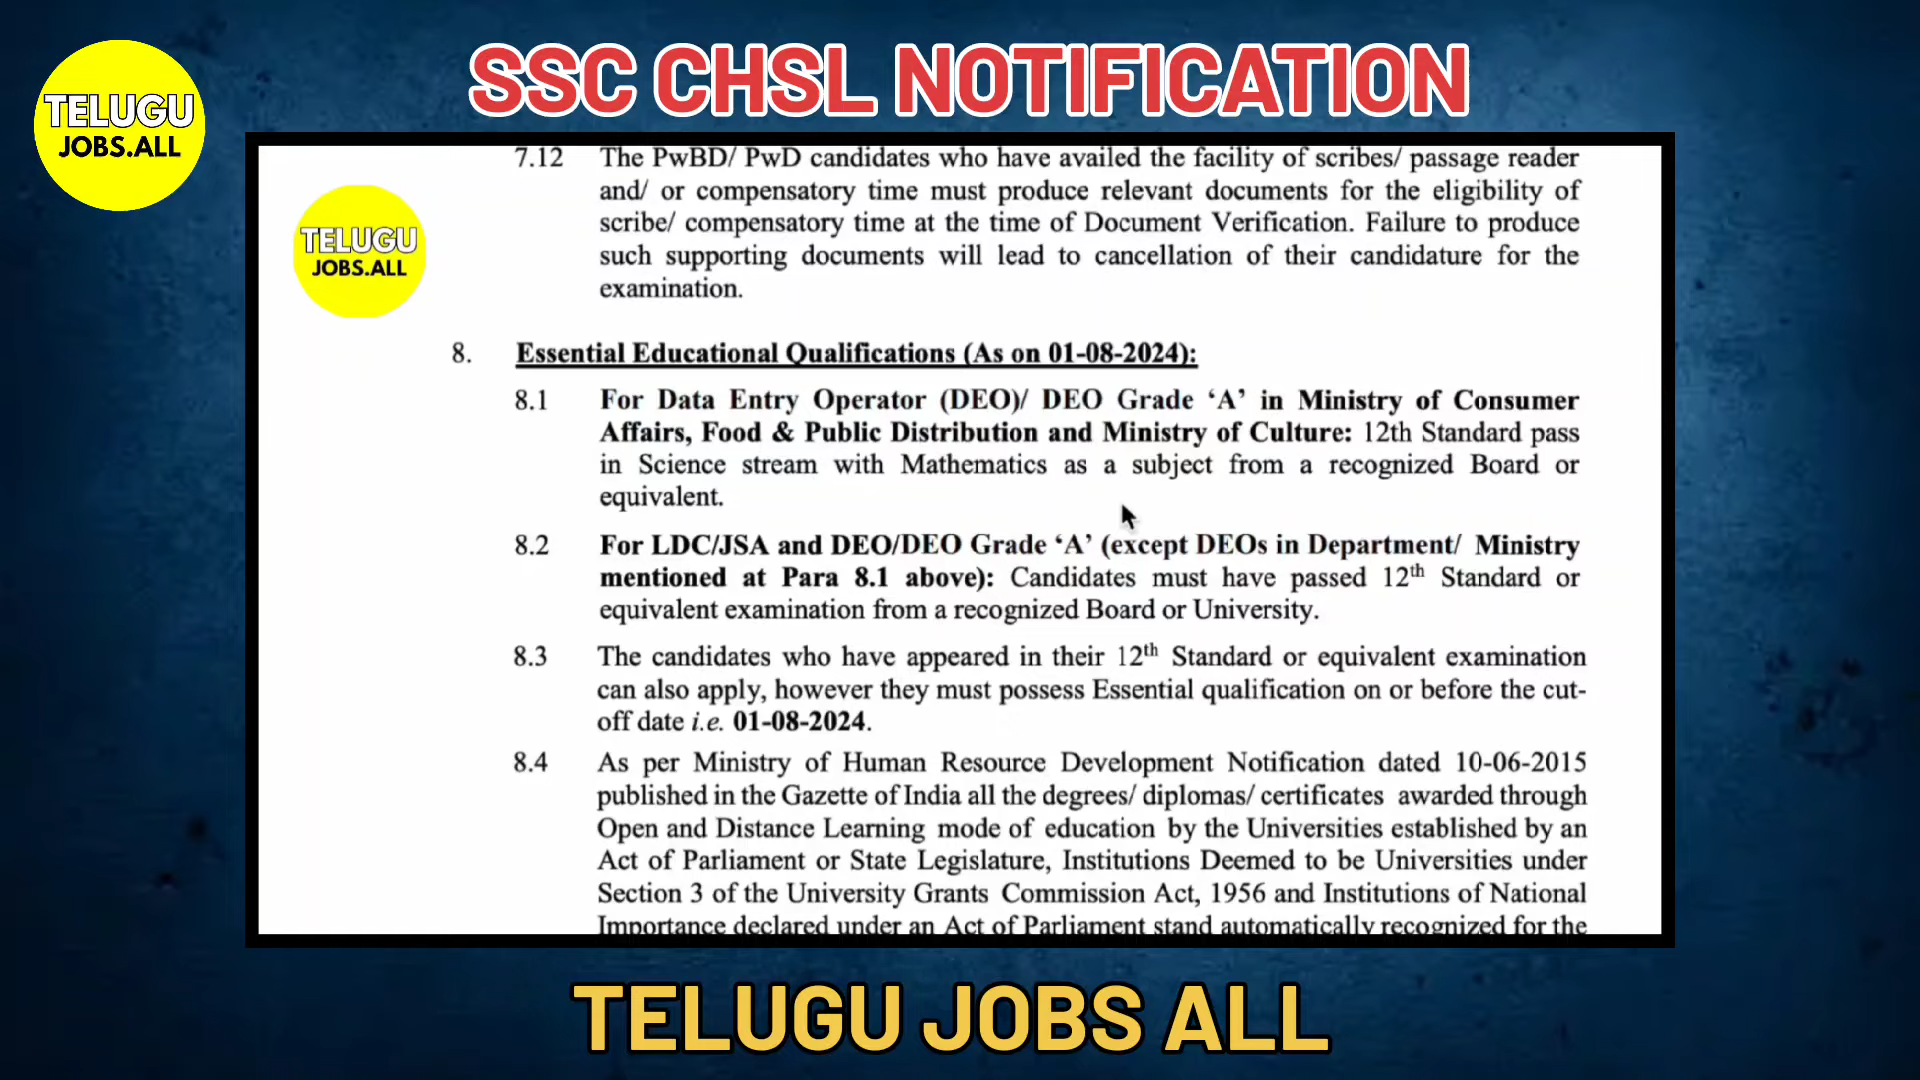 TELUGU
JOBS.ALL
SSC CHSL NOTIFICATION
TELUGU
JOBS.ALL
7.12 The PwBD/ PwD candidates who have availed the facility of scribes/ passage reader
and/ or compensatory time must produce relevant documents for the eligibility of
scribe/ compensatory time at the time of Document Verification. Failure to produce
such supporting documents will lead to cancellation of their candidature for the
examination.
8. Essential Educational Qualifications (As on 01-08-2024):
8.1 For Data Entry Operator (DEO)/ DEO Grade ‘A’ in Ministry of Consumer
Affairs, Food & Public Distribution and Ministry of Culture: 12th Standard pass
in Science stream with Mathematics as a subject from a recognized Board or
equivalent.
8.2 For LDC/JSA and DEO/DEO Grade ‘A’ (except DEOs in Department/ Ministry
mentioned at Para 8.1 above): Candidates must have passed 12th Standard or
equivalent examination from a recognized Board or University.
8.3 The candidates who have appeared in their 12th Standard or equivalent examination
can also apply, however they must possess Essential qualification on or before the cut-
off date i.e. 01-08-2024.
8.4 As per Ministry of Human Resource Development Notification dated 10-06-2015
published in the Gazette of India all the degrees/ diplomas/ certificates awarded through
Open and Distance Learning mode of education by the Universities established by an
Act of Parliament or State Legislature, Institutions Deemed to be Universities under
Section 3 of the University Grants Commission Act, 1956 and Institutions of National
Importance declared under an Act of Parliament stand automatically recognized for the
TELUGU JOBS ALL